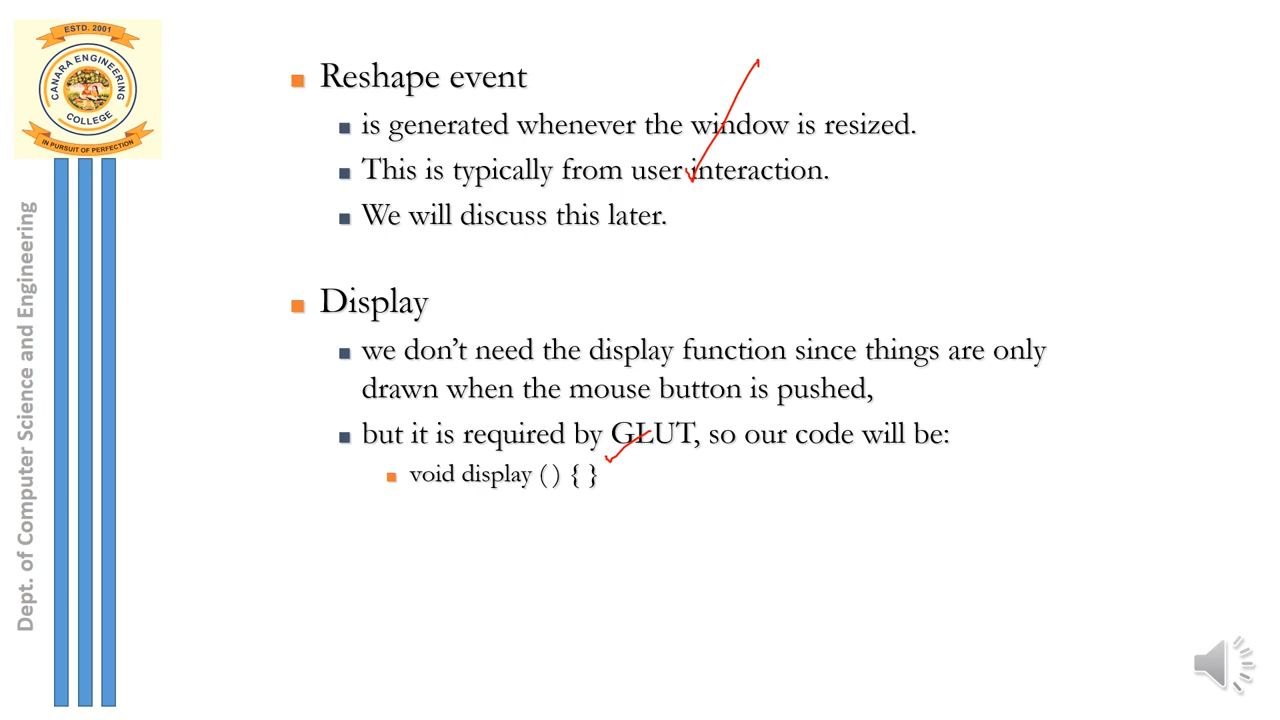 ESTD. 2001
CANARA ENGINEERING
COLLEGE
IN PURSUIT OF PERFECTION
Dept. of Computer Science and Engineering
Reshape event
is generated whenever the window is resized.
This is typically from user interaction.
We will discuss this later.
Display
we don’t need the display function since things are only
drawn when the mouse button is pushed,
but it is required by GLUT, so our code will be:
void display ( ) { }